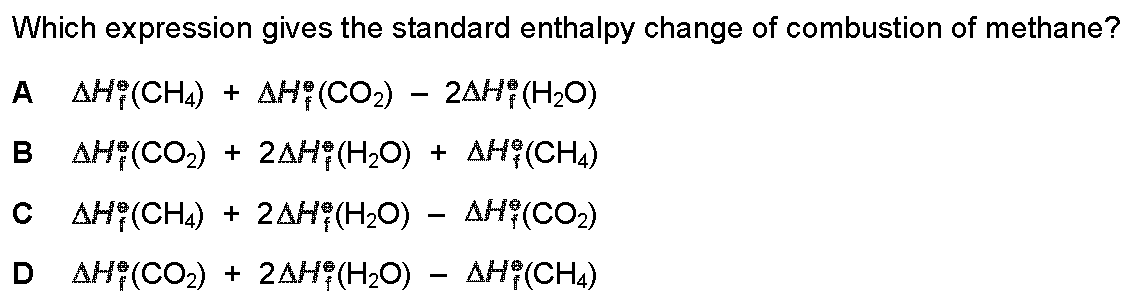 Which expression gives the standard enthalpy change of combustion of methane?
A ΔH⦵f(CH₄) + ΔH⦵f(CO₂) – 2ΔH⦵f(H₂O)
B ΔH⦵f(CO₂) + 2ΔH⦵f(H₂O) + ΔH⦵f(CH₄)
C ΔH⦵f(CH₄) + 2ΔH⦵f(H₂O) – ΔH⦵f(CO₂)
D ΔH⦵f(CO₂) + 2ΔH⦵f(H₂O) – ΔH⦵f(CH₄)